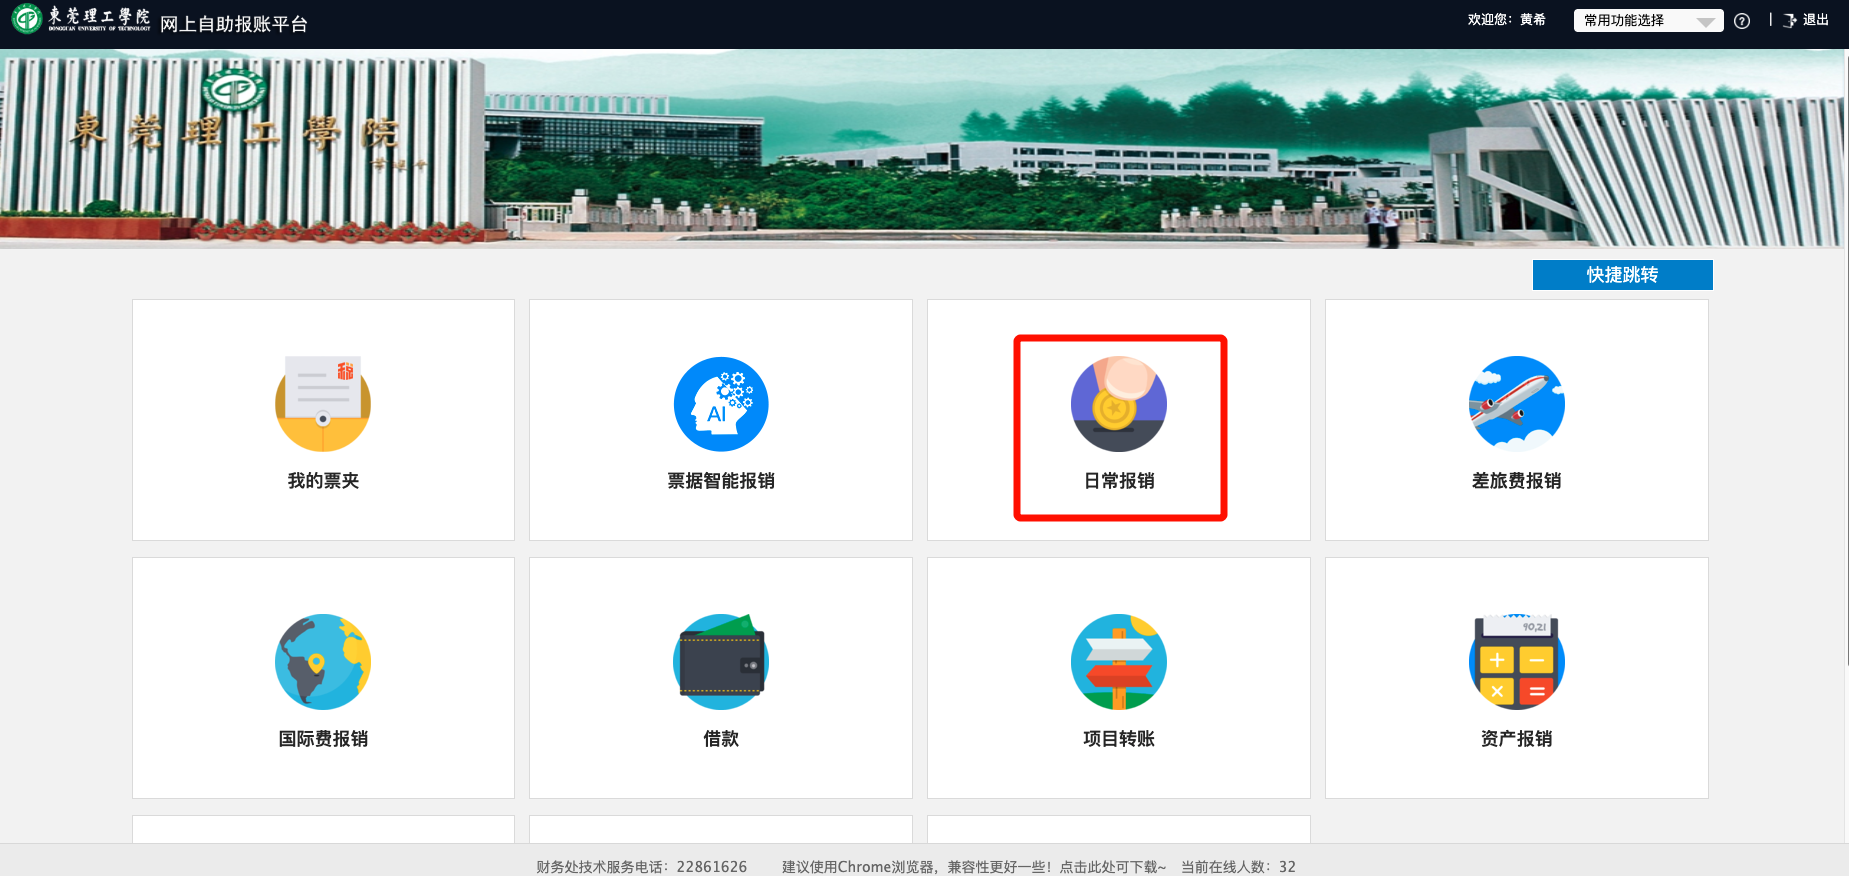 東莞理工學院 网上自助报账平台 欢迎您：黄希 常用功能选择 ? | 退出
DONGGUAN UNIVERSITY OF TECHNOLOGY
東莞理工學院
快捷跳转
税
AI
我的票夹 票据智能报销 日常报销 差旅费报销
90,21
国际费报销 借款 项目转账 资产报销
财务处技术服务电话：22861626 建议使用Chrome浏览器，兼容性更好一些！点击此处可下载~ 当前在线人数：32